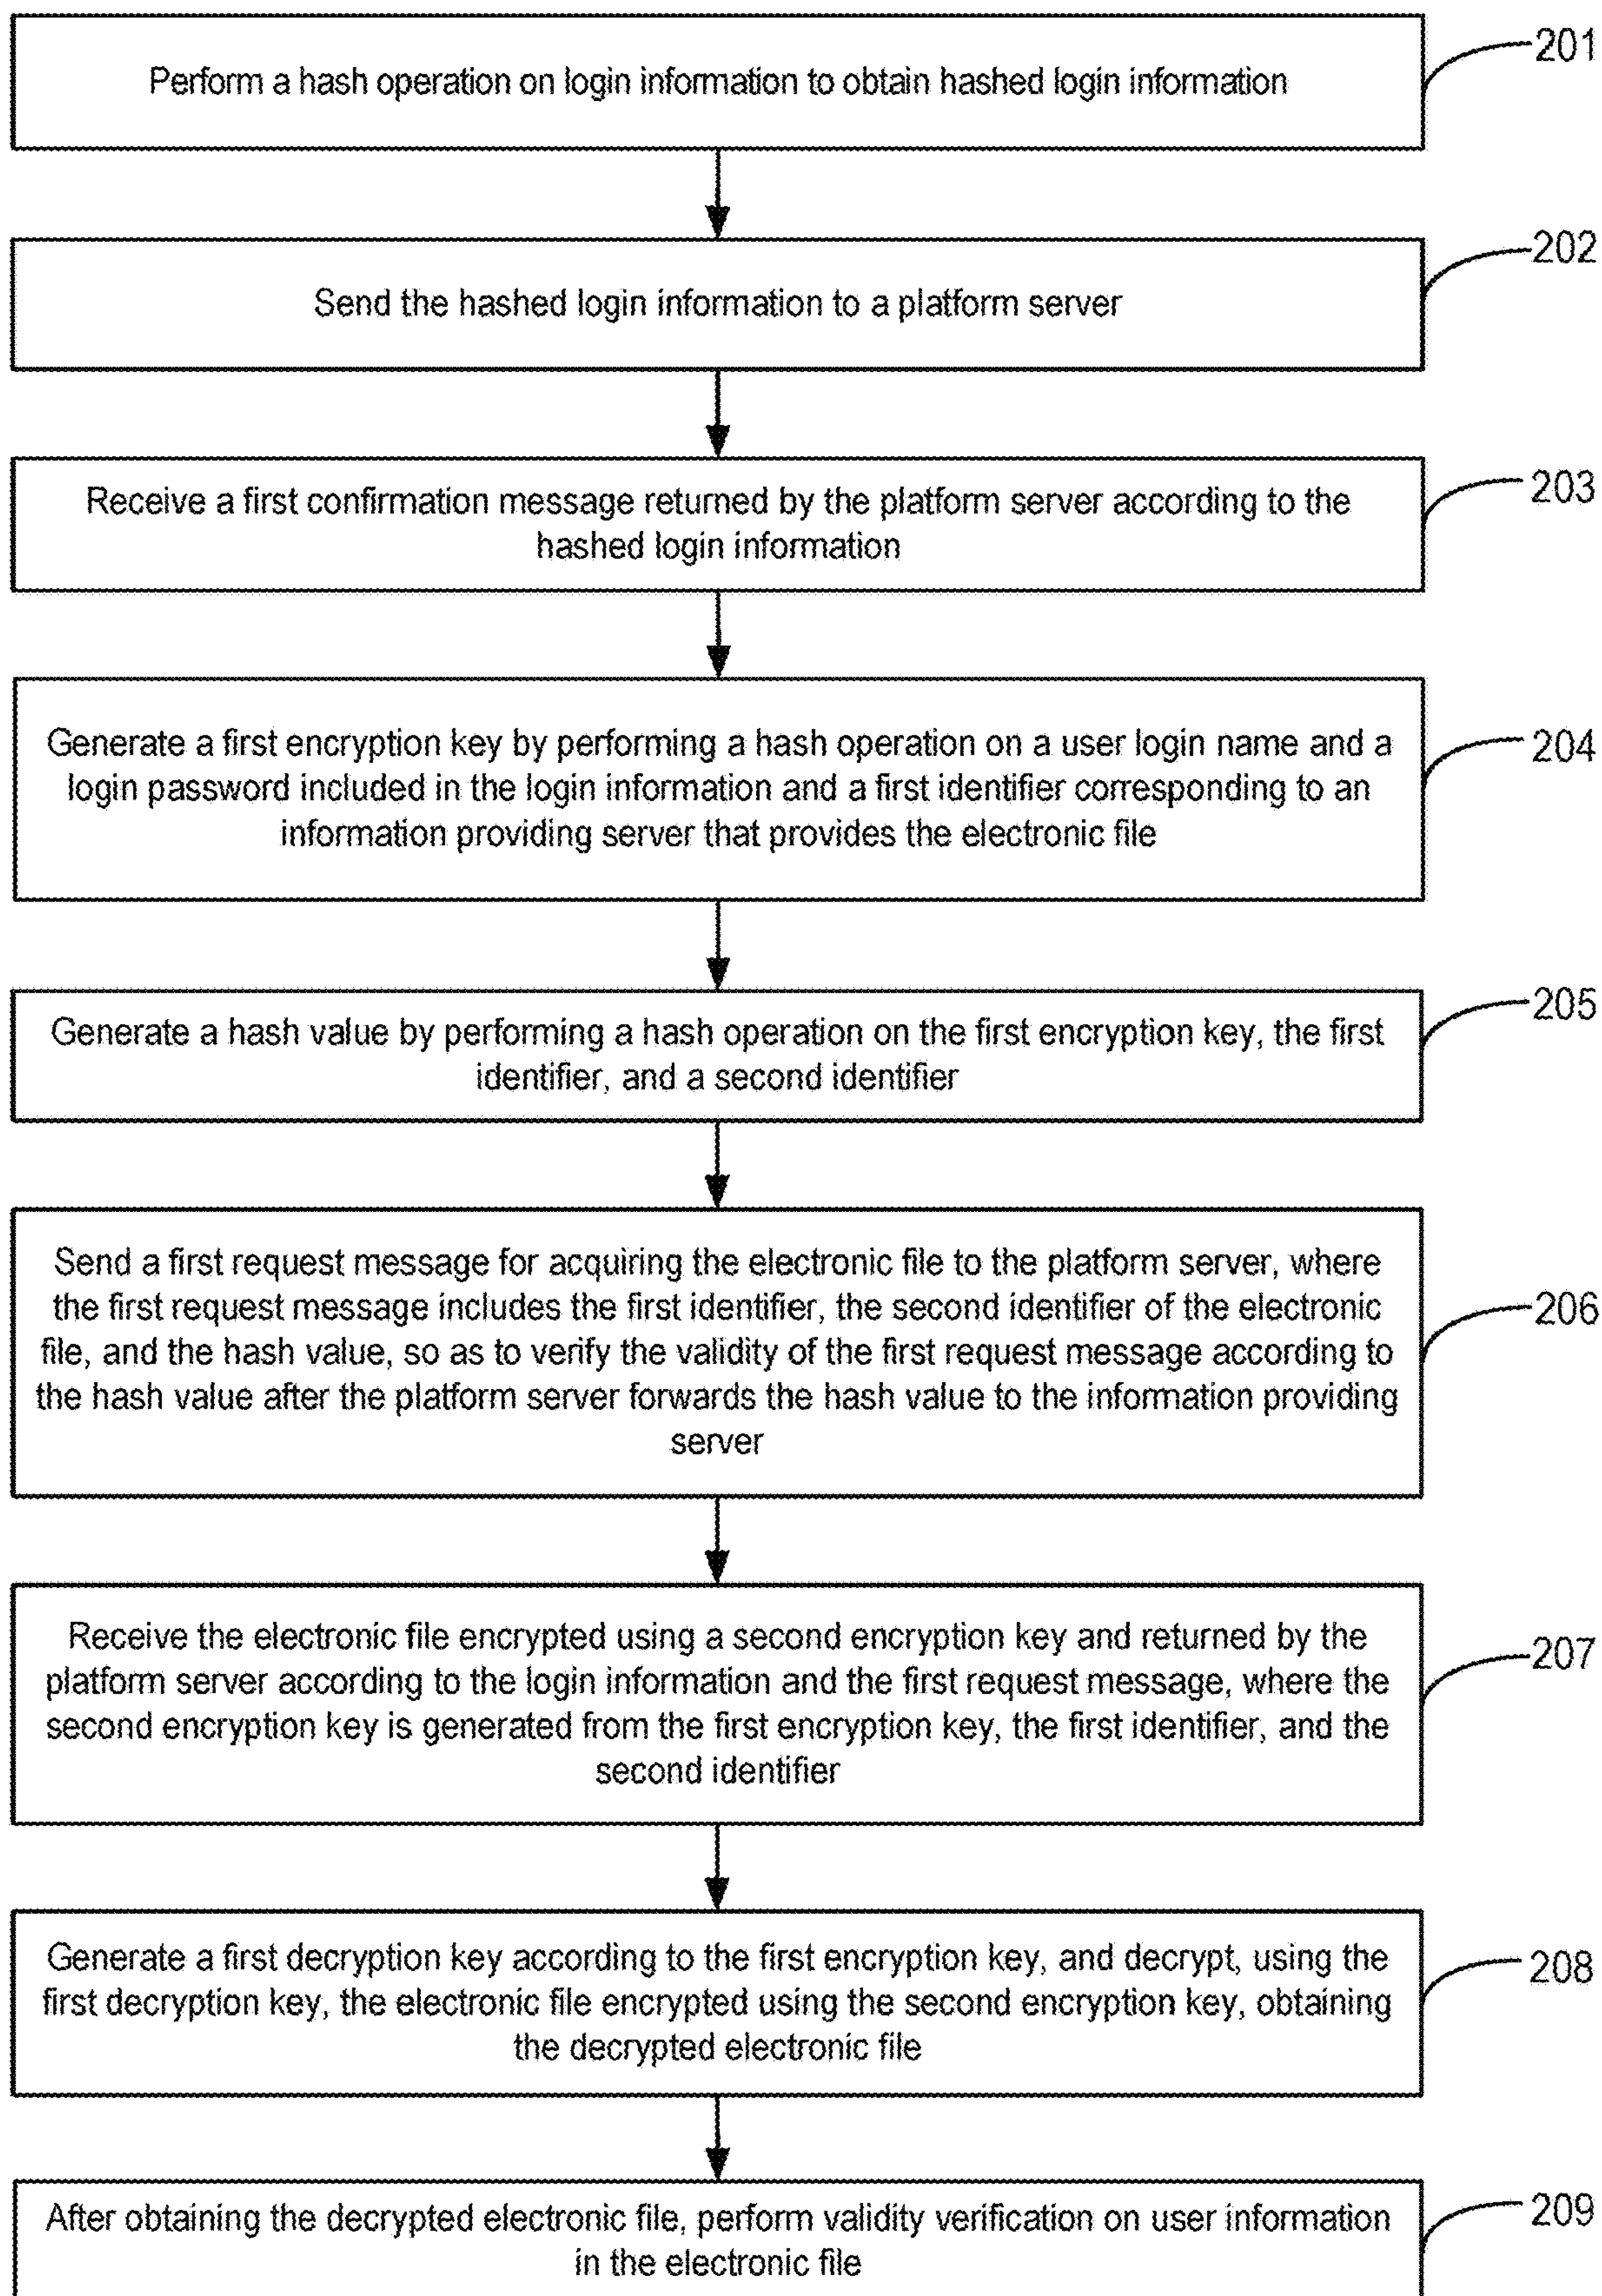 Perform a hash operation on login information to obtain hashed login information
201
Send the hashed login information to a platform server
202
Receive a first confirmation message returned by the platform server according to the
hashed login information
203
Generate a first encryption key by performing a hash operation on a user login name and a
login password included in the login information and a first identifier corresponding to an
information providing server that provides the electronic file
204
Generate a hash value by performing a hash operation on the first encryption key, the first
identifier, and a second identifier
205
Send a first request message for acquiring the electronic file to the platform server, where
the first request message includes the first identifier, the second identifier of the electronic
file, and the hash value, so as to verify the validity of the first request message according to
the hash value after the platform server forwards the hash value to the information providing
server
206
Receive the electronic file encrypted using a second encryption key and returned by the
platform server according to the login information and the first request message, where the
second encryption key is generated from the first encryption key, the first identifier, and the
second identifier
207
Generate a first decryption key according to the first encryption key, and decrypt, using the
first decryption key, the electronic file encrypted using the second encryption key, obtaining
the decrypted electronic file
208
After obtaining the decrypted electronic file, perform validity verification on user information
in the electronic file
209